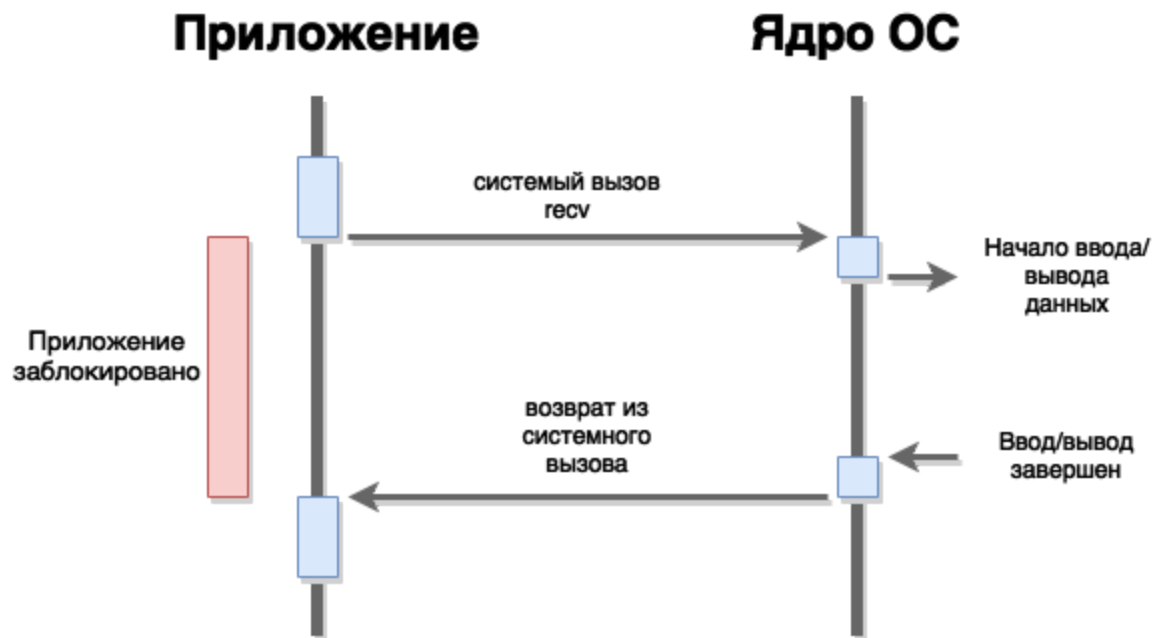 Приложение
Ядро ОС
системый вызов
recv
Начало ввода/
вывода
данных
Приложение
заблокировано
возврат из
системного
вызова
Ввод/вывод
завершен